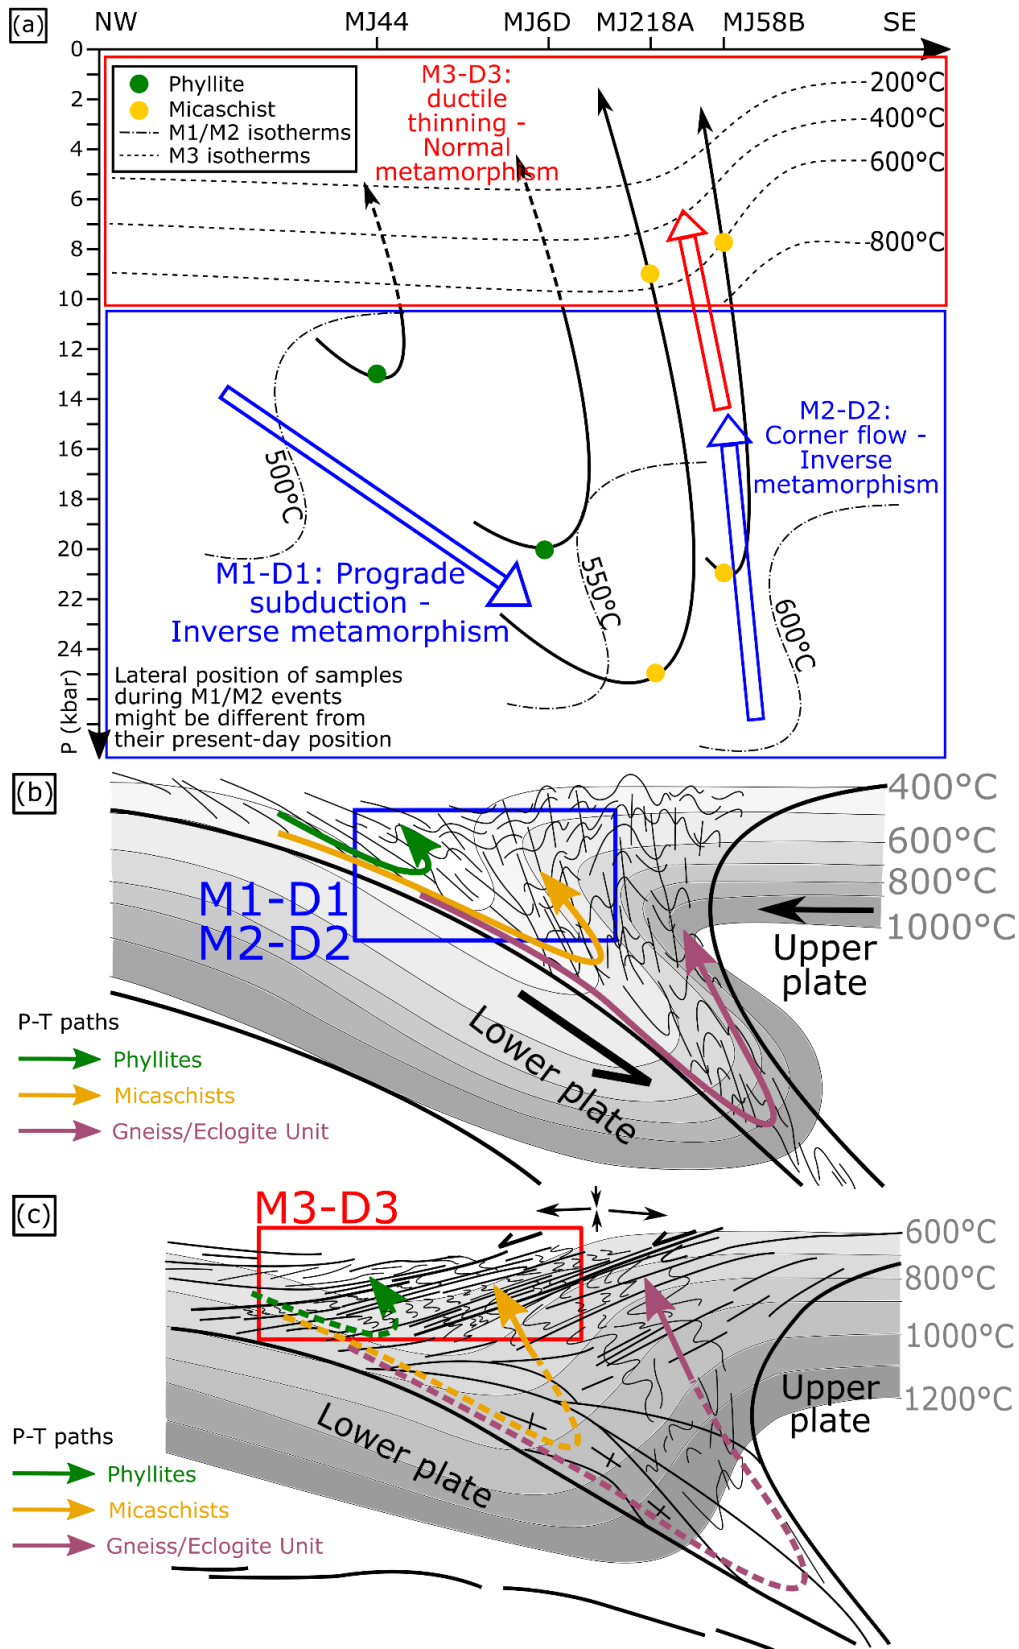 (a)
NW MJ44 MJ6D MJ218A MJ58B SE
0
2
4
6
8
10
12
14
16
18
20
22
24
P (kbar)
Phyllite
Micaschist
M1/M2 isotherms
M3 isotherms
M3-D3:
ductile
thinning -
Normal
metamorphism
200°C
400°C
600°C
800°C
M2-D2:
Corner flow -
Inverse
metamorphism
500°C
550°C
600°C
M1-D1: Prograde
subduction -
Inverse metamorphism
Lateral position of samples
during M1/M2 events
might be different from
their present-day position
(b)
400°C
600°C
800°C
1000°C
M1-D1
M2-D2
Upper
plate
Lower plate
P-T paths
Phyllites
Micaschists
Gneiss/Eclogite Unit
(c)
M3-D3
600°C
800°C
1000°C
1200°C
Upper
plate
Lower plate
P-T paths
Phyllites
Micaschists
Gneiss/Eclogite Unit